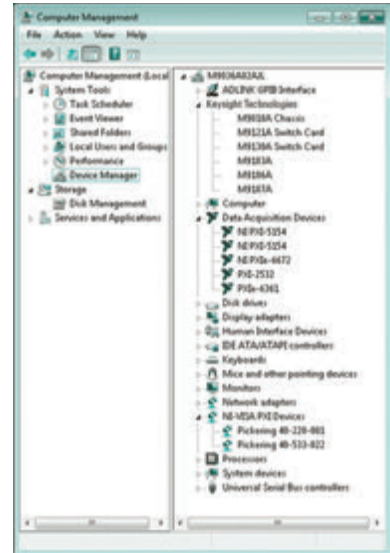 Computer Management
File Action View Help
Computer Management (Local
System Tools
Task Scheduler
Event Viewer
Shared Folders
Local Users and Groups
Performance
Device Manager
Storage
Disk Management
Services and Applications
ADLINK GPIB Interface
Keysight Technologies
M9018A Chassis
M9121A Switch Card
M9130A Switch Card
M9183A
M9186A
M9187A
Computer
Data Acquisition Devices
NI PXI-5154
NI PXI-5154
NI PXIe-6672
PXI-2532
PXIe-6361
Disk drives
Display adapters
Human Interface Devices
IDE ATA/ATAPI controllers
Keyboards
Mice and other pointing devices
Monitors
Network adapters
NI-VISA PXI Devices
Pickering 40-220-001
Pickering 40-533-022
Processors
System devices
Universal Serial Bus controllers